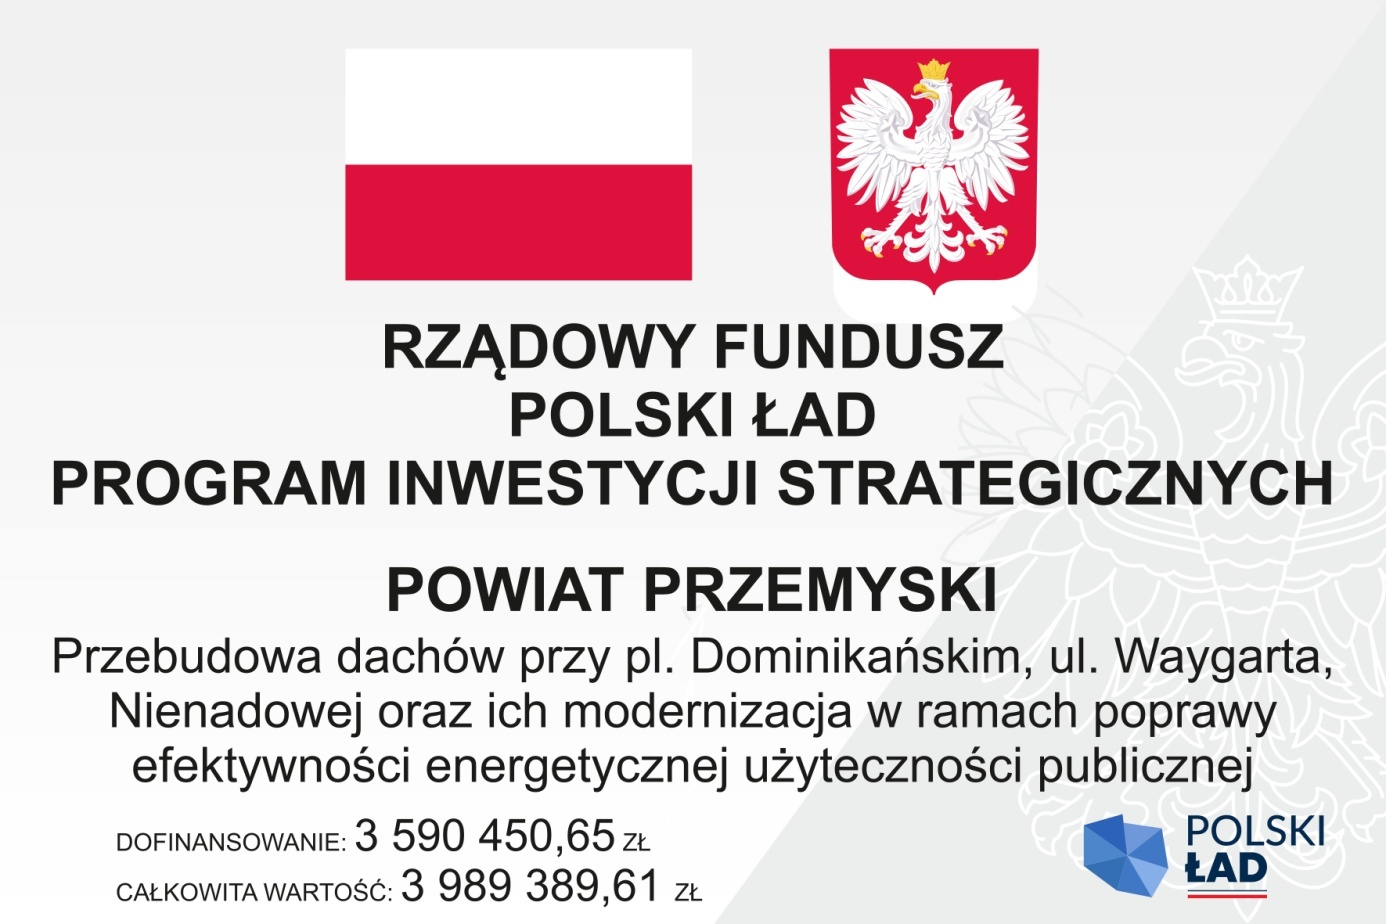 RZĄDOWY FUNDUSZ
POLSKI ŁAD
PROGRAM INWESTYCJI STRATEGICZNYCH
POWIAT PRZEMYSKI
Przebudowa dachów przy pl. Dominikańskim, ul. Waygarta,
Nienadowej oraz ich modernizacja w ramach poprawy
efektywności energetycznej użyteczności publicznej
DOFINANSOWANIE: 3 590 450,65 ZŁ
CAŁKOWITA WARTOŚĆ: 3 989 389,61 ZŁ
POLSKI
ŁAD